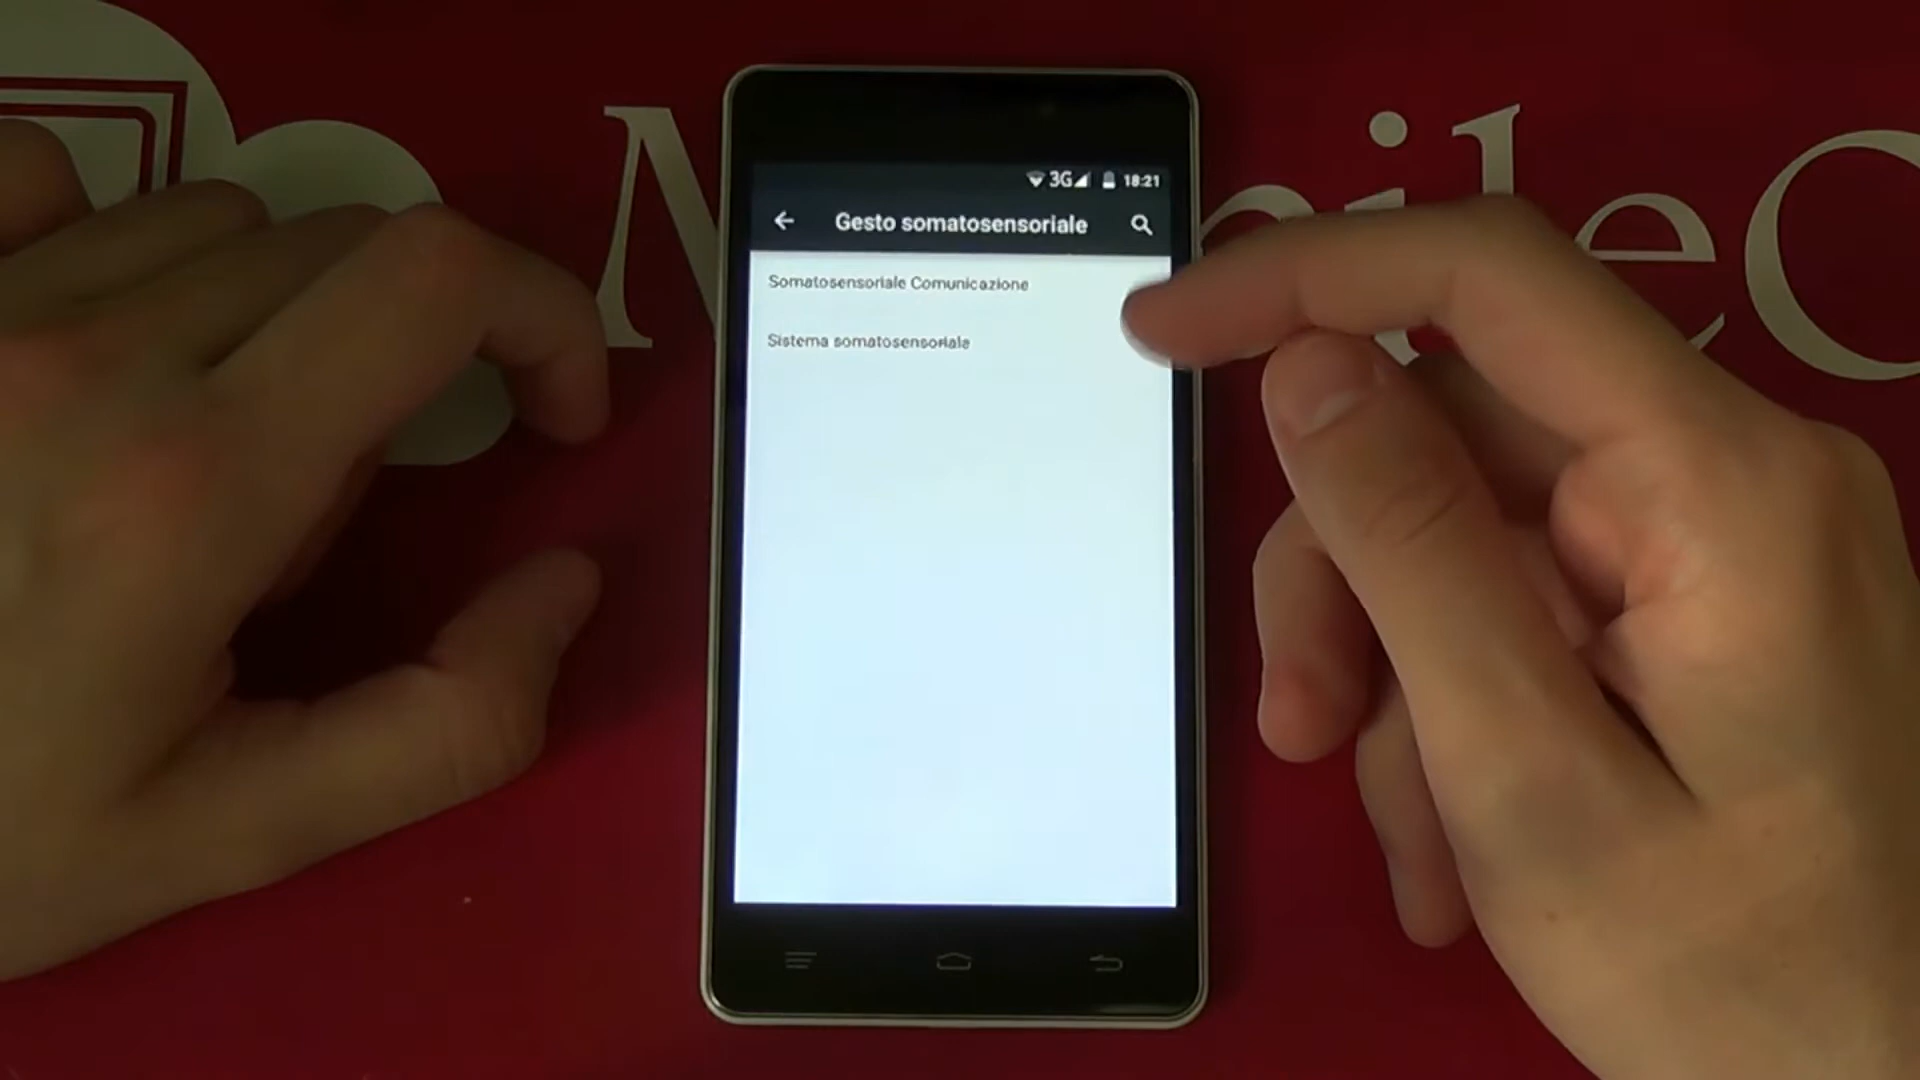 3G 18:21
Gesto somatosensoriale
Somatosensoriale Comunicazione
Sistema somatosensoriale